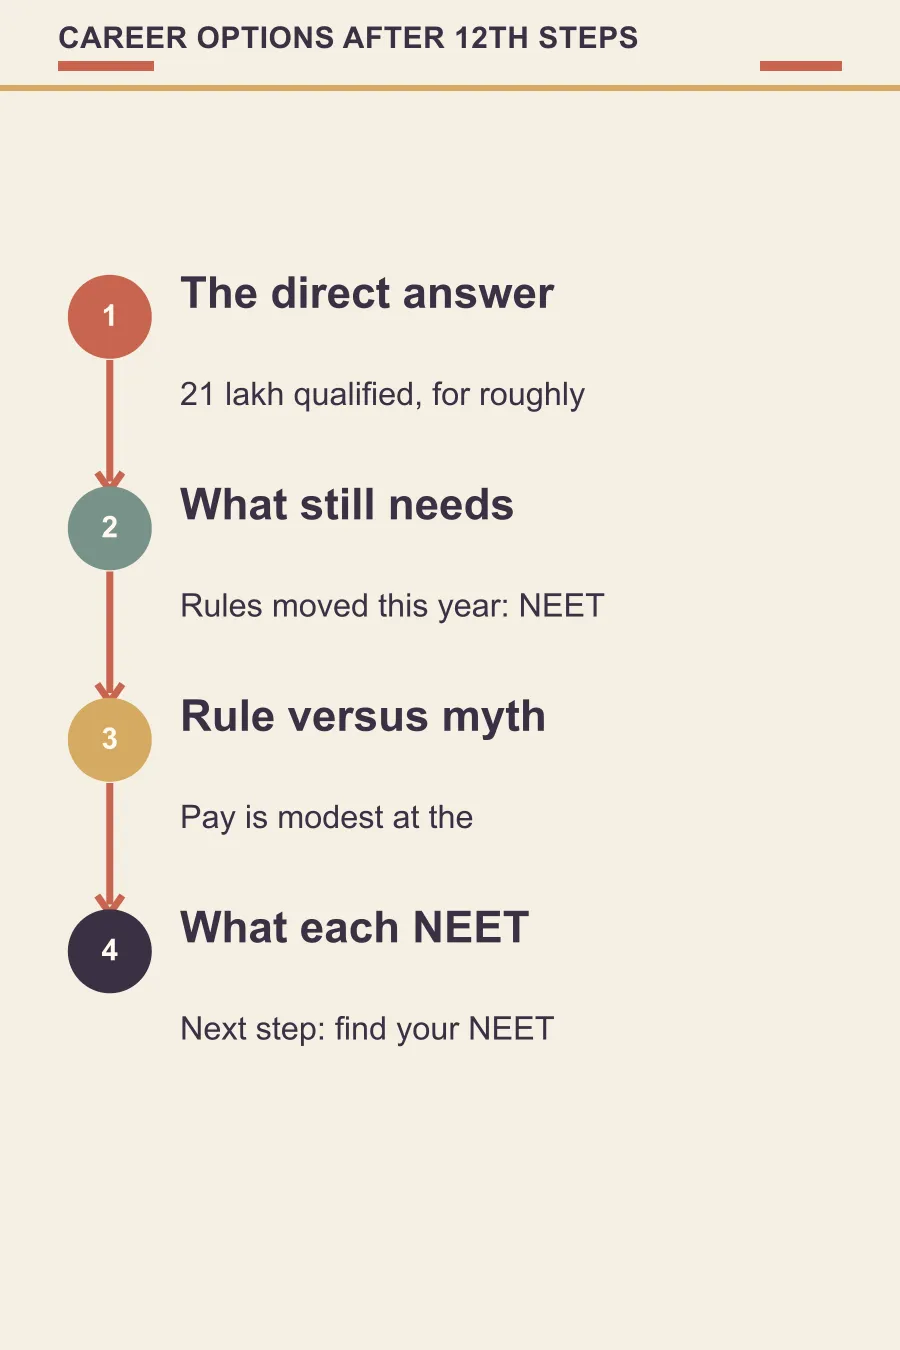 CAREER OPTIONS AFTER 12TH STEPS
1
The direct answer
21 lakh qualified, for roughly
2
What still needs
Rules moved this year: NEET
3
Rule versus myth
Pay is modest at the
4
What each NEET
Next step: find your NEET